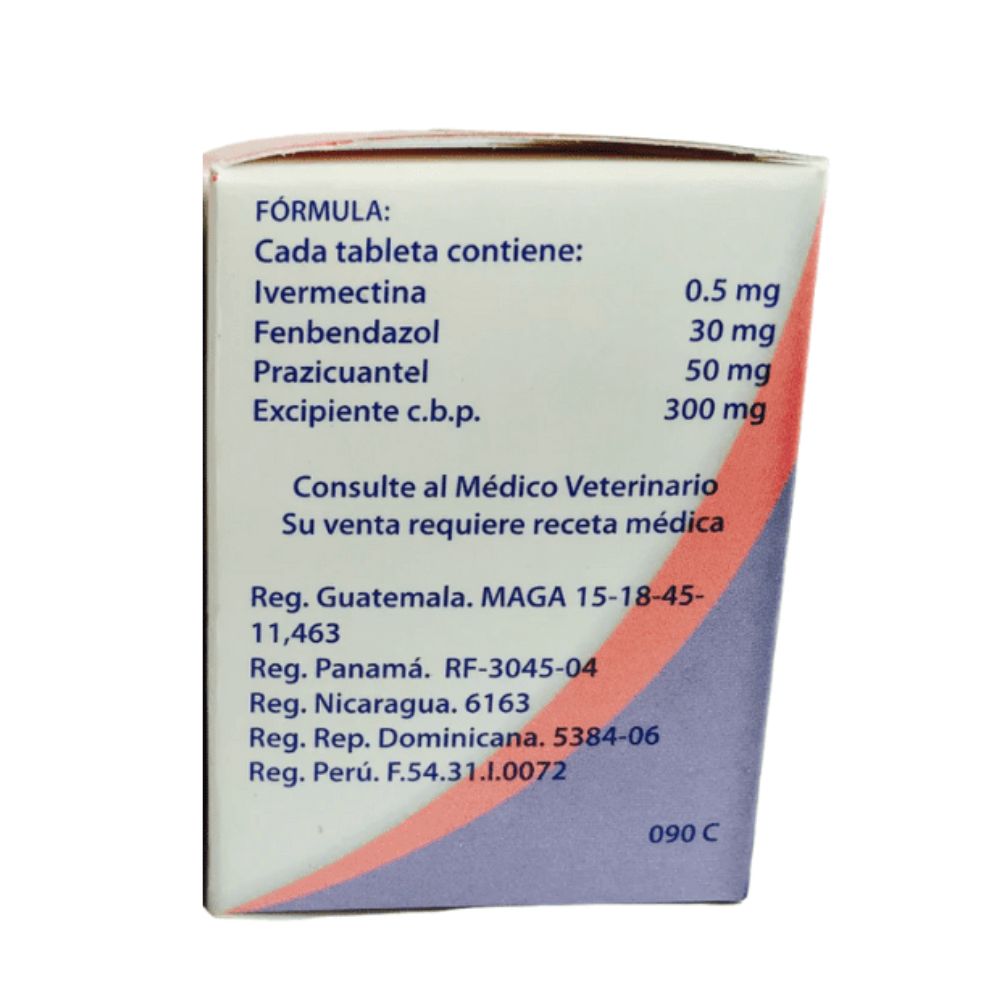 FÓRMULA:
Cada tableta contiene:
Ivermectina 0.5 mg
Fenbendazol 30 mg
Prazicuantel 50 mg
Excipiente c.b.p. 300 mg
Consulte al Médico Veterinario
Su venta requiere receta médica
Reg. Guatemala. MAGA 15-18-45-
11,463
Reg. Panamá. RF-3045-04
Reg. Nicaragua. 6163
Reg. Rep. Dominicana. 5384-06
Reg. Perú. F.54.31.I.0072
090 C